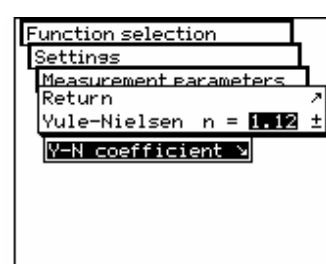 Function selection
Settings
Measurement parameters
Return ↗
Yule-Nielsen n = 1.12 ±
Y-N coefficient ↘